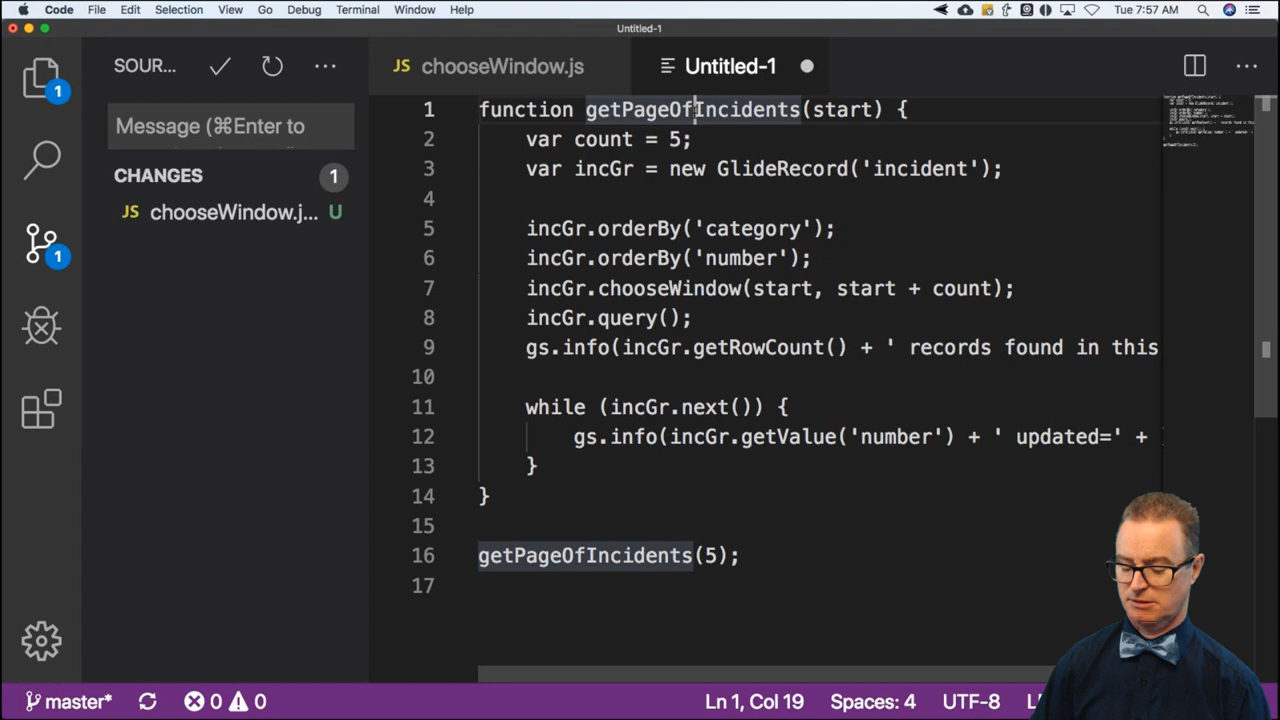 Code File Edit Selection View Go Debug Terminal Window Help Tue 7:57 AM
Untitled-1
SOUR...
JS chooseWindow.js
Untitled-1
1
Message (⌘Enter to
CHANGES 1
JS chooseWindow.j... U
1
1 function getPageOfIncidents(start) {
2 var count = 5;
3 var incGr = new GlideRecord('incident');
4
5 incGr.orderBy('category');
6 incGr.orderBy('number');
7 incGr.chooseWindow(start, start + count);
8 incGr.query();
9 gs.info(incGr.getRowCount() + ' records found in this
10
11 while (incGr.next()) {
12 gs.info(incGr.getValue('number') + ' updated=' +
13 }
14 }
15
16 getPageOfIncidents(5);
17
master* 0 0 Ln 1, Col 19 Spaces: 4 UTF-8